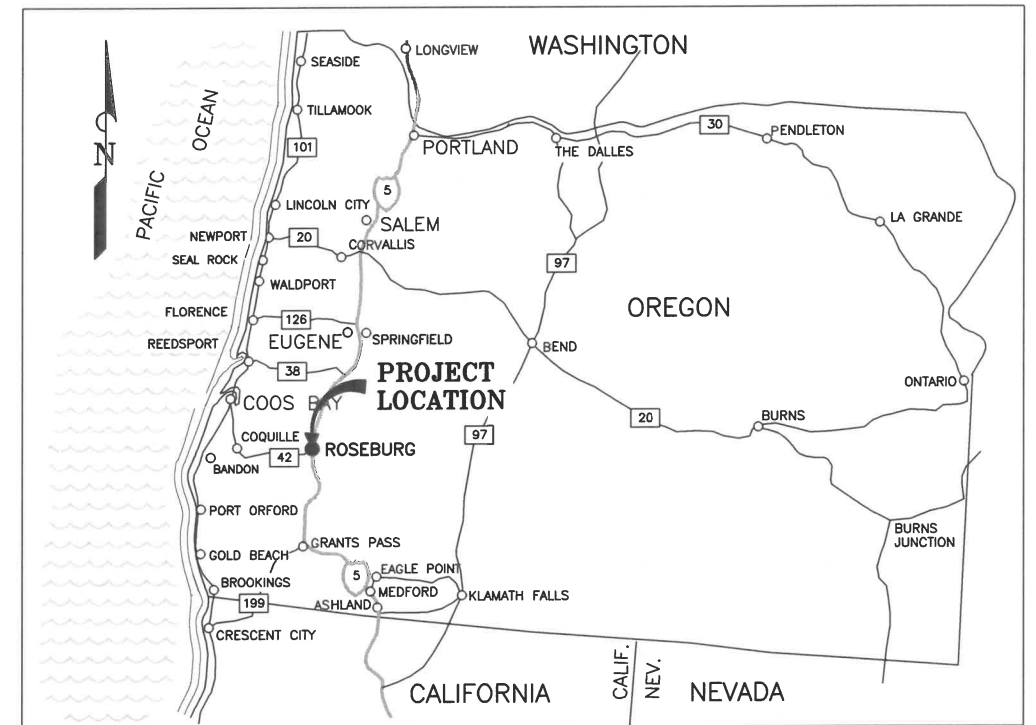 WASHINGTON
LONGVIEW
SEASIDE
PACIFIC OCEAN
TILLAMOOK
30
PENDLETON
N
101
PORTLAND
THE DALLES
5
LINCOLN CITY
SALEM
LA GRANDE
NEWPORT
20
CORVALLIS
SEAL ROCK
97
WALDPORT
OREGON
FLORENCE
126
EUGENE
SPRINGFIELD
REEDSPORT
BEND
38
PROJECT
LOCATION
ONTARIO
COOS BAY
20
BURNS
COQUILLE
97
42
ROSEBURG
BANDON
PORT ORFORD
BURNS
JUNCTION
GRANTS PASS
GOLD BEACH
5
EAGLE POINT
BROOKINGS
MEDFORD
KLAMATH FALLS
199
ASHLAND
CRESCENT CITY
CALIF.
NEV.
CALIFORNIA
NEVADA